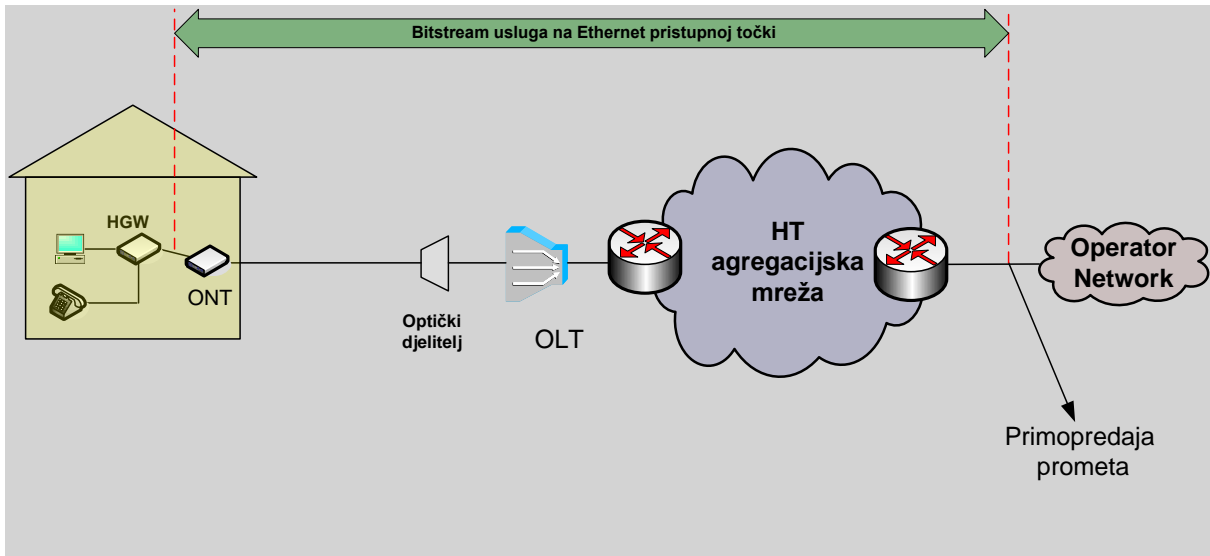 Bitstream usluga na Ethernet pristupnoj točki
HGW
ONT
Optički
djelitelj
OLT
HT
agregacijska
mreža
Operator
Network
Primopredaja
prometa